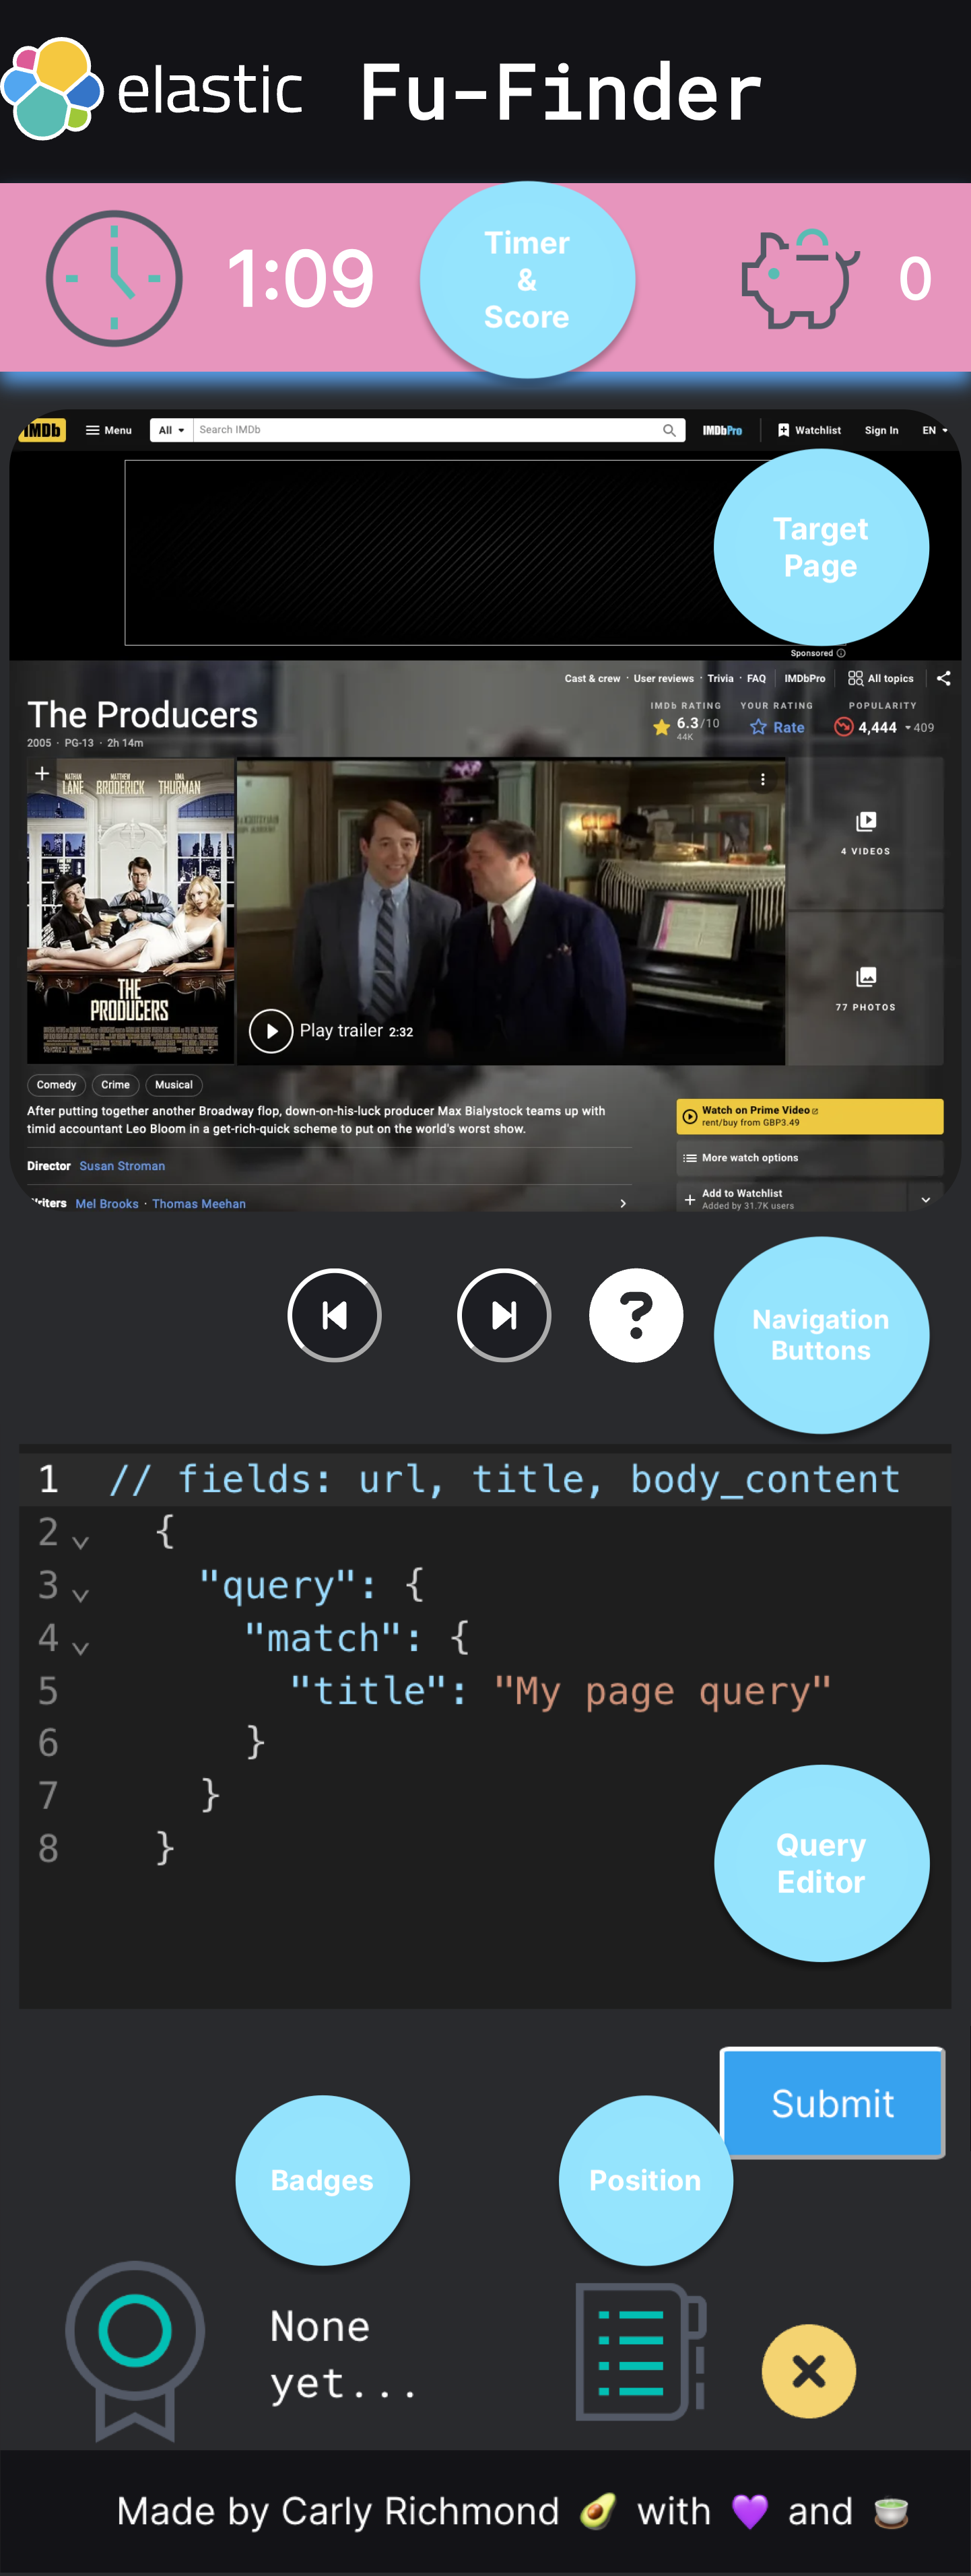 elastic Fu-Finder
1:09
Timer
&
Score
0
IMDb Menu All Search IMDb IMDbPro Watchlist Sign In EN
Target
Page
Sponsored
Cast & crew · User reviews · Trivia · FAQ IMDbPro All topics
The Producers
2005 · PG-13 · 2h 14m
IMDb RATING YOUR RATING POPULARITY
6.3/10 Rate 4,444 409
44K
NATHAN MATTHEW UMA
LANE BRODERICK THURMAN
THE
PRODUCERS
4 VIDEOS
77 PHOTOS
Play trailer 2:32
Comedy Crime Musical
After putting together another Broadway flop, down-on-his-luck producer Max Bialystock teams up with
timid accountant Leo Bloom in a get-rich-quick scheme to put on the world's worst show.
Director Susan Stroman
Writers Mel Brooks · Thomas Meehan
Watch on Prime Video
rent/buy from GBP3.49
More watch options
Add to Watchlist
Added by 31.7K users
?
Navigation
Buttons
1 // fields: url, title, body_content
2 {
3 "query": {
4 "match": {
5 "title": "My page query"
6 }
7 }
8 }
Query
Editor
Submit
Badges
Position
None
yet...
Made by Carly Richmond 🥑 with 💜 and 🍵